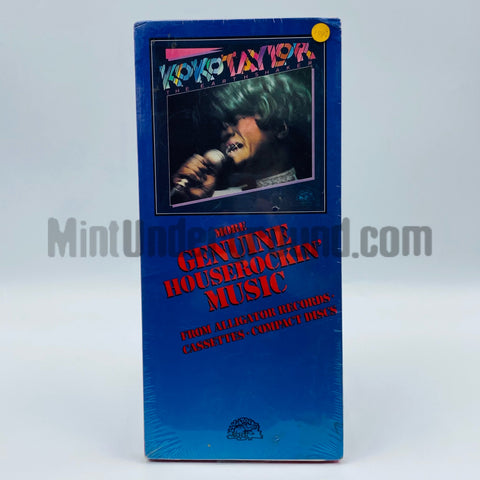 KOKO TAYLOR
THE EARTHSHAKER
MORE
GENUINE
HOUSEROCKIN'
MUSIC
FROM ALLIGATOR RECORDS
CASSETTES · COMPACT DISCS
MintUnderground.com